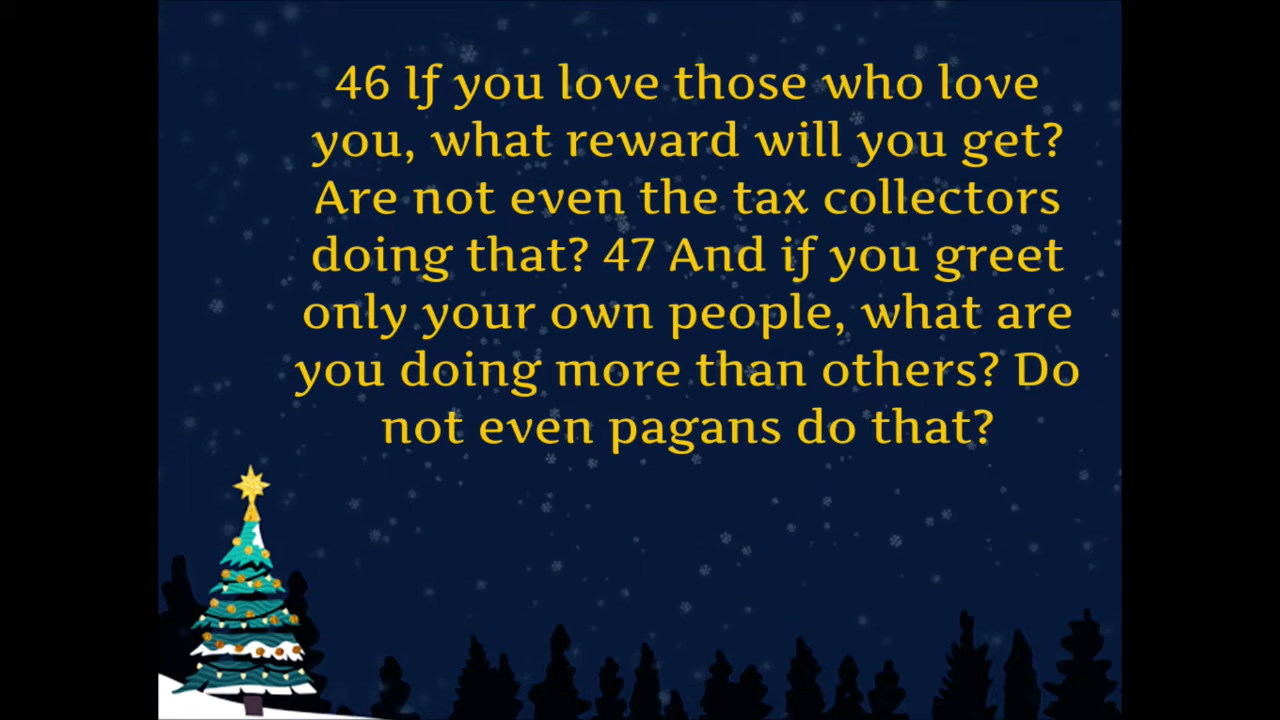 46 If you love those who love
you, what reward will you get?
Are not even the tax collectors
doing that? 47 And if you greet
only your own people, what are
you doing more than others? Do
not even pagans do that?